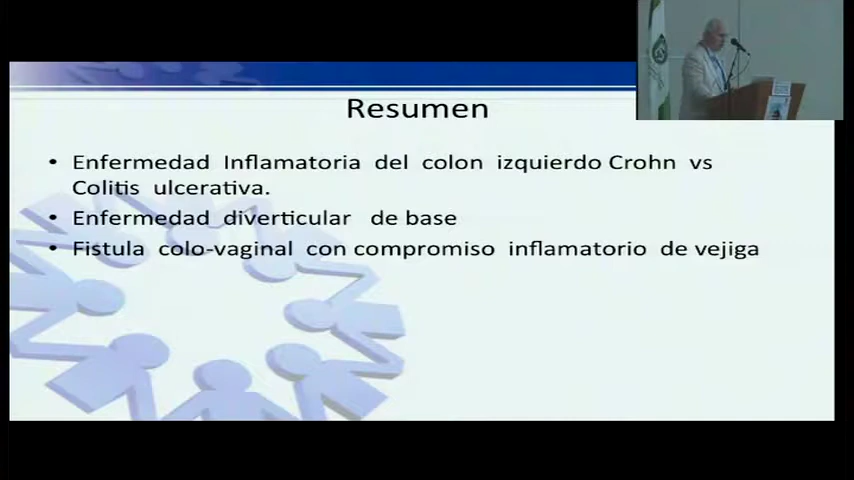 Resumen
• Enfermedad Inflamatoria del colon izquierdo Crohn vs
Colitis ulcerativa.
• Enfermedad diverticular de base
• Fistula colo-vaginal con compromiso inflamatorio de vejiga